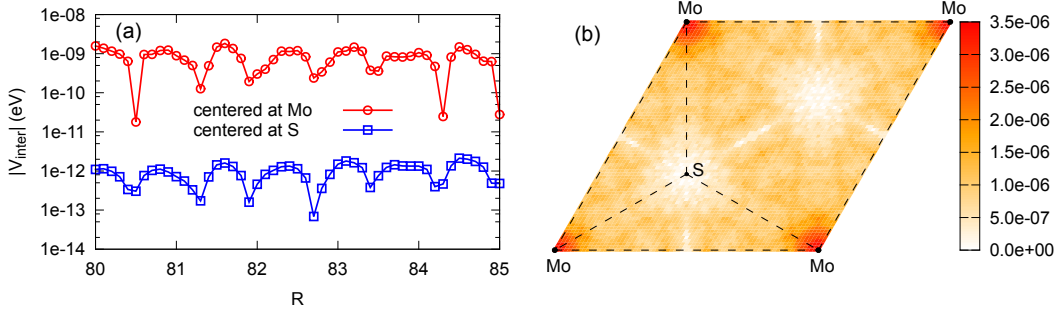 (a)
1e-08
1e-09
1e-10
1e-11
1e-12
1e-13
1e-14
|V_inter| (eV)
centered at Mo
centered at S
80 81 82 83 84 85
R
(b)
Mo Mo
S
Mo Mo
3.5e-06
3.0e-06
2.5e-06
2.0e-06
1.5e-06
1.0e-06
5.0e-07
0.0e+00